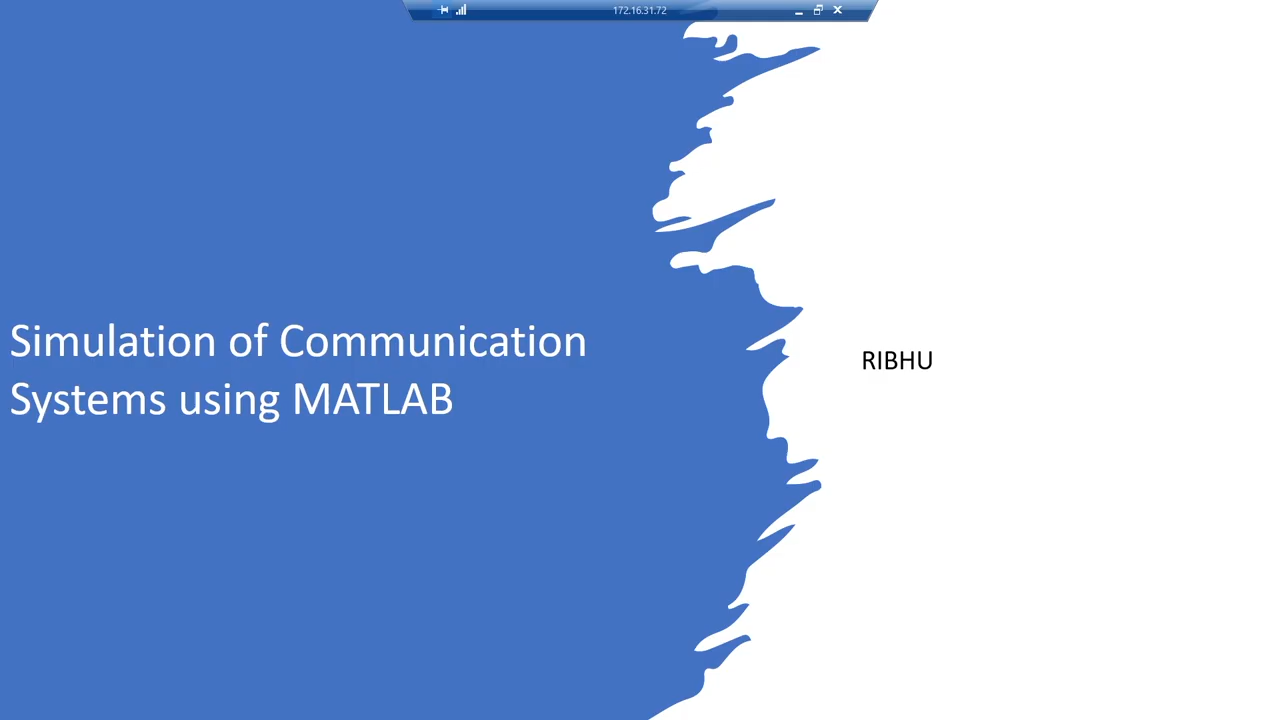 172.16.31.72
Simulation of Communication
Systems using MATLAB
RIBHU